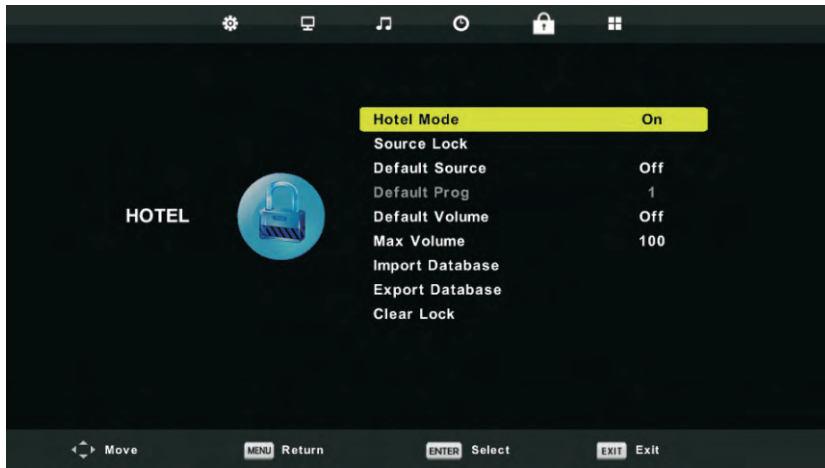 HOTEL
Hotel Mode On
Source Lock
Default Source Off
Default Prog 1
Default Volume Off
Max Volume 100
Import Database
Export Database
Clear Lock
Move MENU Return ENTER Select EXIT Exit